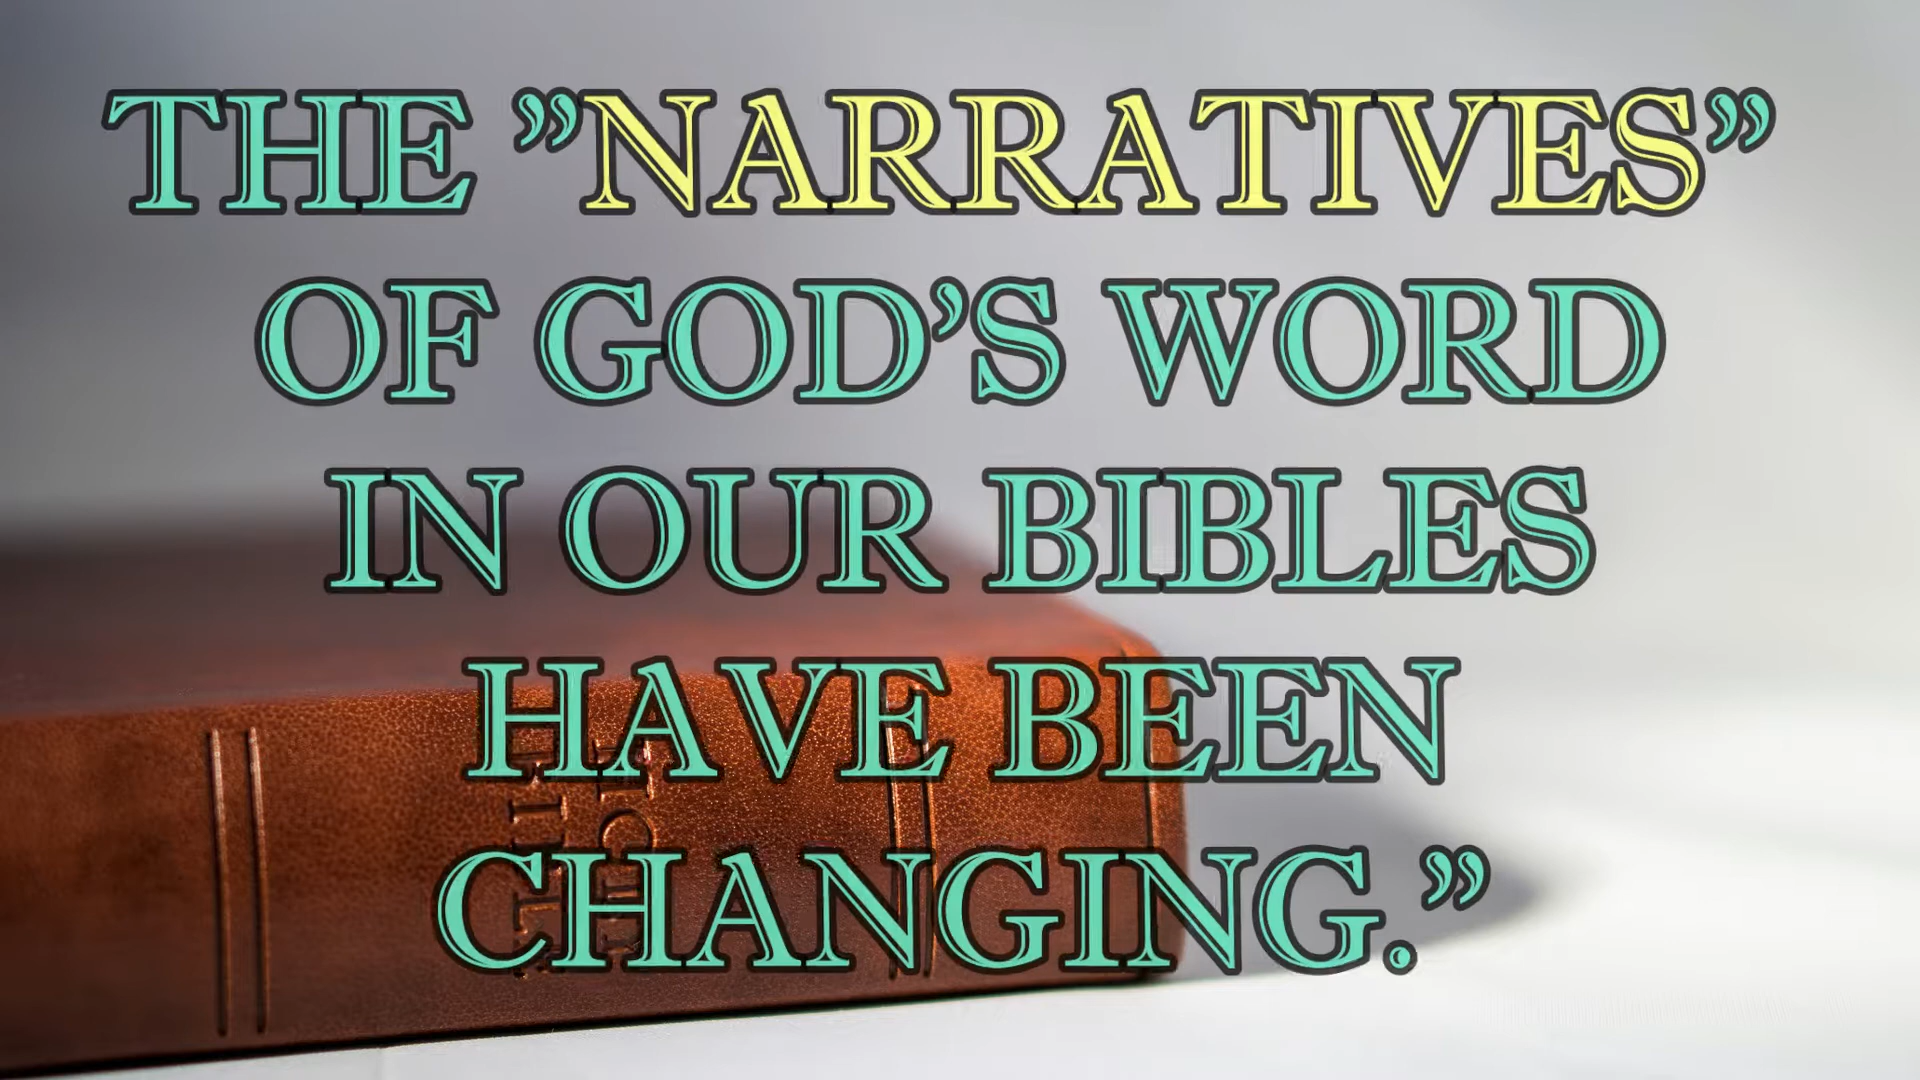 THE ”NARRATIVES”
OF GOD’S WORD
IN OUR BIBLES
HAVE BEEN
CHANGING.”